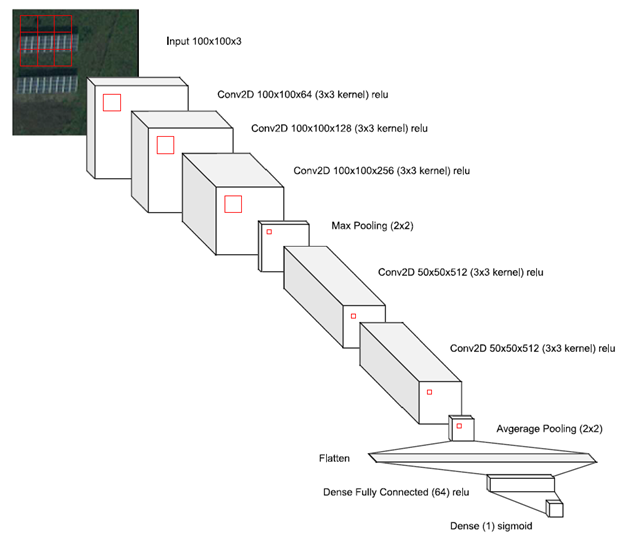 Input 100x100x3
Conv2D 100x100x64 (3x3 kernel) relu
Conv2D 100x100x128 (3x3 kernel) relu
Conv2D 100x100x256 (3x3 kernel) relu
Max Pooling (2x2)
Conv2D 50x50x512 (3x3 kernel) relu
Conv2D 50x50x512 (3x3 kernel) relu
Avgerage Pooling (2x2)
Flatten
Dense Fully Connected (64) relu
Dense (1) sigmoid